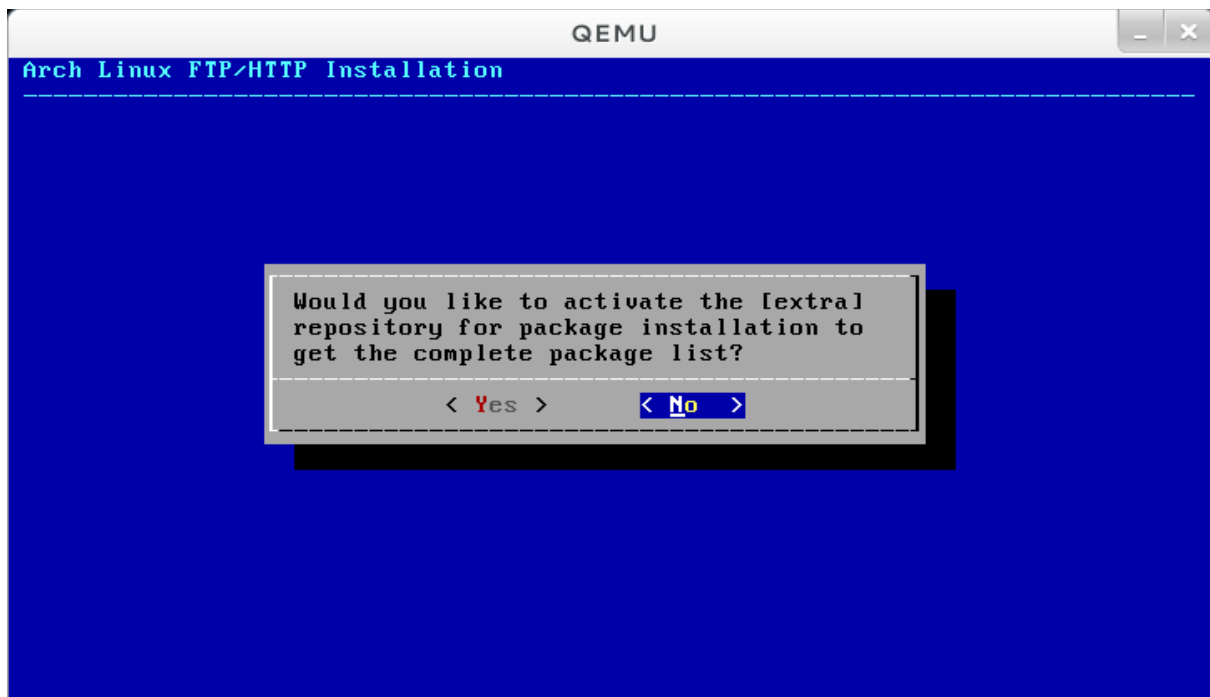 QEMU
Arch Linux FTP/HTTP Installation
Would you like to activate the [extra]
repository for package installation to
get the complete package list?
< Yes > < No >